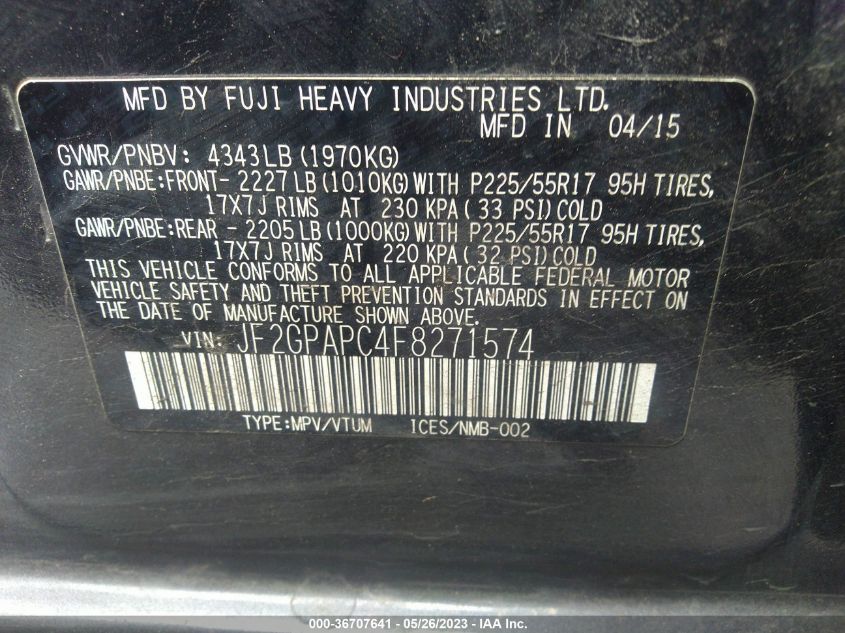 MFD BY FUJI HEAVY INDUSTRIES LTD.
MFD IN 04/15
GVWR/PNBV: 4343LB (1970KG)
GAWR/PNBE:FRONT- 2227 LB (1010KG) WITH P225/55R17 95H TIRES,
17X7J RIMS AT 230 KPA ( 33 PSI) COLD
GAWR/PNBE:REAR - 2205 LB (1000KG) WITH P225/55R17 95H TIRES,
17X7J RIMS AT 220 KPA ( 32 PSI) COLD
THIS VEHICLE CONFORMS TO ALL APPLICABLE FEDERAL MOTOR
VEHICLE SAFETY AND THEFT PREVENTION STANDARDS IN EFFECT ON
THE DATE OF MANUFACTURE SHOWN ABOVE.
VIN: JF2GPAPC4F8271574
TYPE:MPV/VTUM ICES/NMB-002
000-36707641 - 05/26/2023 - IAA Inc.